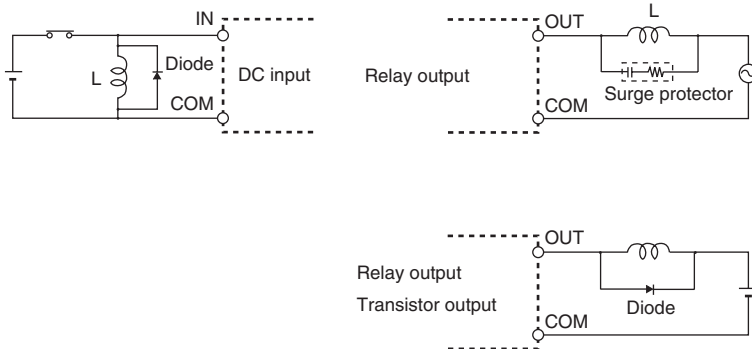 IN
L
Diode
COM
DC input
OUT
L
Relay output
Surge protector
COM
OUT
Relay output
Transistor output
Diode
COM